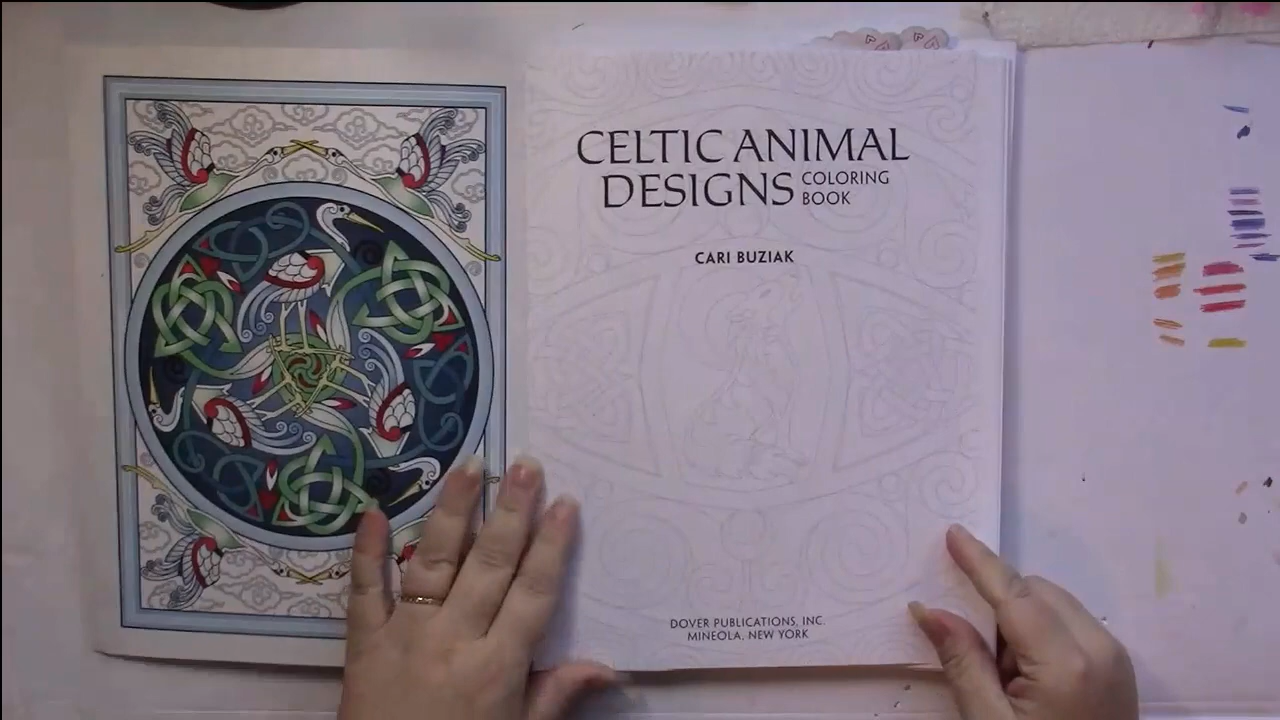 CELTIC ANIMAL
DESIGNS COLORING
BOOK
CARI BUZIAK
DOVER PUBLICATIONS, INC.
MINEOLA, NEW YORK